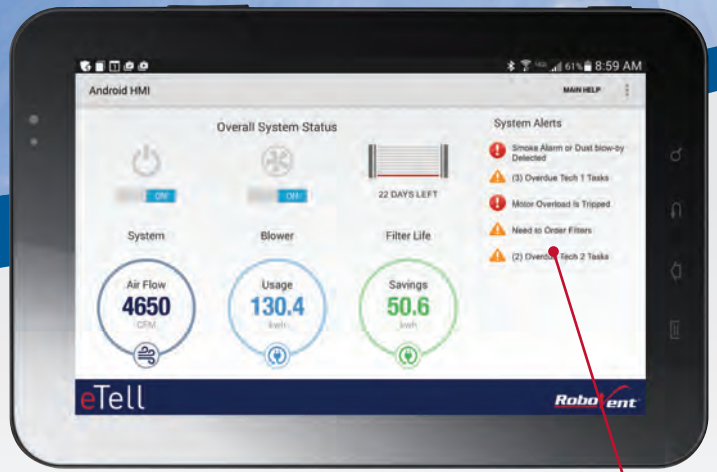 61% 8:59 AM
Android HMI
MAIN HELP
Overall System Status
System Alerts
Smoke Alarm or Dust blow-by
Detected
(3) Overdue Tech 1 Tasks
Motor Overload Is Tripped
Need to Order Filters
(2) Overdue Tech 2 Tasks
ON
22 DAYS LEFT
System
Blower
Filter Life
Air Flow
4650
CFM
Usage
130.4
kwh
Savings
50.6
kwh
eTell
RoboVent